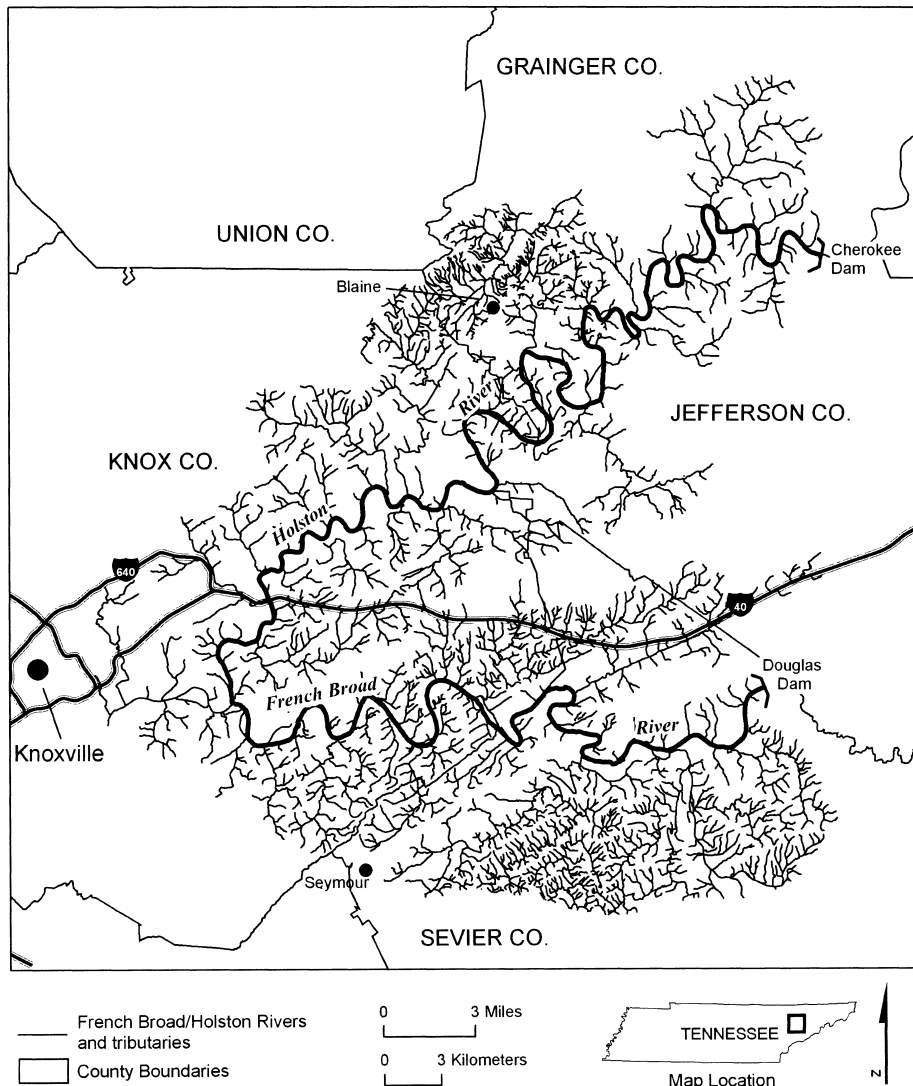 GRAINGER CO.
UNION CO.
Cherokee
Dam
Blaine
River
JEFFERSON CO.
KNOX CO.
Holston
640
40
Douglas
Dam
French Broad
River
Knoxville
Seymour
SEVIER CO.
French Broad/Holston Rivers
and tributaries
County Boundaries
0 3 Miles
0 3 Kilometers
TENNESSEE
Map Location
N